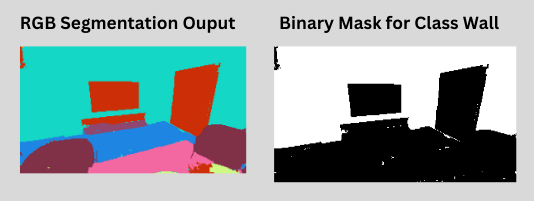 RGB Segmentation Ouput
Binary Mask for Class Wall